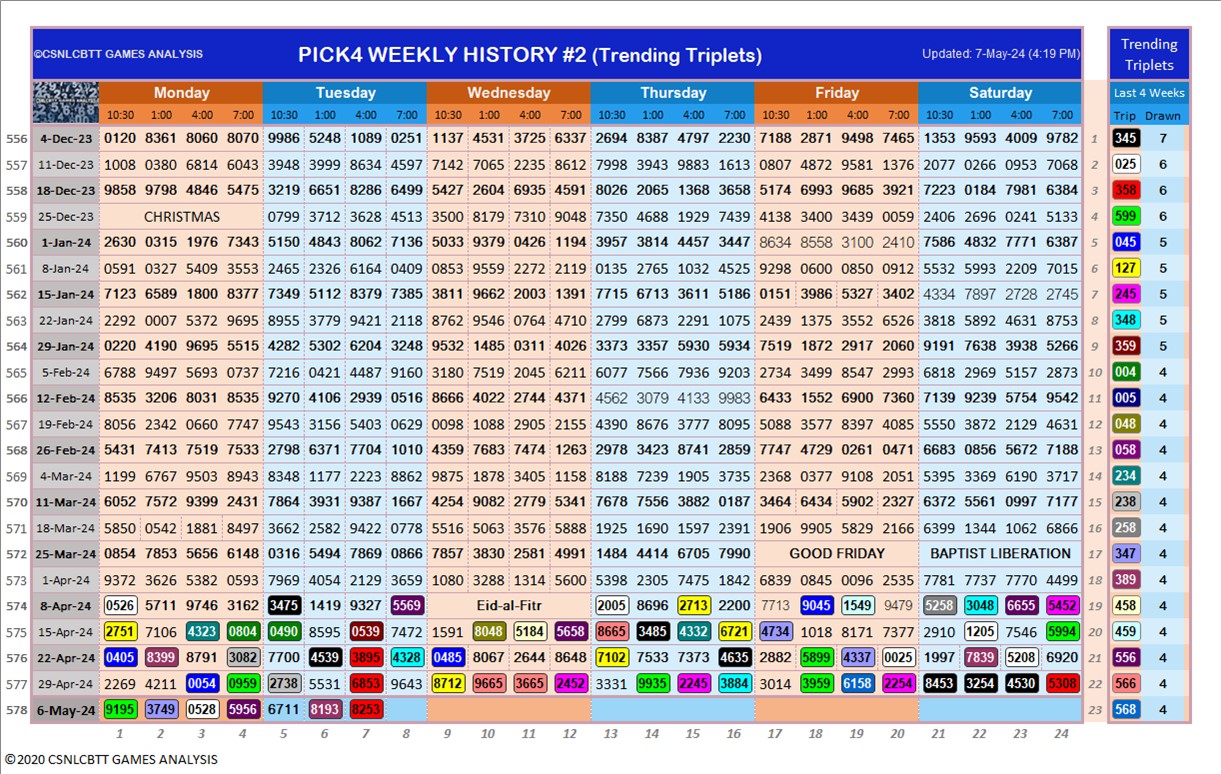 ©CSNLCBTT GAMES ANALYSIS PICK4 WEEKLY HISTORY #2 (Trending Triplets) Updated: 7-May-24 (4:19 PM) Trending Triplets
CSNLCBTT GAMES ANALYSIS Monday Tuesday Wednesday Thursday Friday Saturday Last 4 Weeks
10:30 1:00 4:00 7:00 10:30 1:00 4:00 7:00 10:30 1:00 4:00 7:00 10:30 1:00 4:00 7:00 10:30 1:00 4:00 7:00 10:30 1:00 4:00 7:00 Trip Drawn
556 4-Dec-23 0120 8361 8060 8070 9986 5248 1089 0251 1137 4531 3725 6337 2694 8387 4797 2230 7188 2871 9498 7465 1353 9593 4009 9782 1 345 7
557 11-Dec-23 1008 0380 6814 6043 3948 3999 8634 4597 7142 7065 2235 8612 7998 3943 9885 1613 0807 4872 9581 1376 2077 0266 0953 7068 2 025 6
558 18-Dec-23 9858 9798 4846 5475 3219 6651 8286 6499 5427 2604 6935 4591 8026 2065 1368 3658 5174 6993 9685 3921 7223 0184 7981 6384 3 358 6
559 25-Dec-23 CHRISTMAS 0799 3712 3628 4513 3500 8179 7310 9048 7350 4688 1929 7439 4138 3400 3439 0059 2406 2696 0241 5133 4 599 6
560 1-Jan-24 2630 0315 1976 7343 5150 4843 8062 7136 5033 9379 0426 1194 3957 3814 4457 3447 8634 8558 3100 2410 7586 4832 7771 6387 5 045 5
561 8-Jan-24 0591 0327 5409 3553 2465 2326 6164 0409 0853 9559 2272 2119 0135 2765 1032 4525 9298 0600 0850 0912 5532 5993 2209 7015 6 127 5
562 15-Jan-24 7123 6589 1800 8377 7349 5112 8379 7385 3811 9662 2003 1391 7715 6713 3611 5186 0151 3986 5327 3402 4334 7897 2728 2745 7 245 5
563 22-Jan-24 2292 0007 5372 9695 8955 3779 9421 2118 8762 9546 0764 4710 2799 6873 2291 1075 2439 1375 3552 6526 3818 5892 4631 8753 8 348 5
564 29-Jan-24 0220 4190 9695 5515 4282 5302 6204 3248 9532 1485 0311 4026 3373 3357 5930 5934 7519 1872 2917 2060 9191 7638 3938 5266 9 359 5
565 5-Feb-24 6788 9497 5693 0737 7216 0421 4487 9160 3180 7519 2045 6211 6077 7566 7936 9203 2734 3499 8547 2993 6818 2969 5157 2873 10 004 4
566 12-Feb-24 8535 3206 8031 8535 9270 4106 2939 0516 8666 4022 2744 4371 4562 3079 4133 9983 6433 1552 6900 7360 7139 9239 5754 9542 11 005 4
567 19-Feb-24 8056 2342 0660 7747 9543 3156 5403 0629 0098 1088 2905 2155 4390 8676 3777 8095 5088 3577 8397 4085 5550 3872 2129 4631 12 048 4
568 26-Feb-24 5431 7413 7519 7533 2798 6371 7704 1010 4359 7683 7474 1263 2978 3423 8741 2859 7747 4729 0261 0471 6683 0856 5672 7188 13 058 4
569 4-Mar-24 1199 6767 9503 8943 8348 1177 2223 8868 9875 1878 3405 1158 8188 7239 1903 3735 2368 0377 9108 2051 5395 3369 6190 3717 14 234 4
570 11-Mar-24 6052 7572 9399 2431 7864 3931 9387 1667 4254 9082 2779 5341 7678 7556 3882 0187 3464 6434 5902 2327 6372 5561 0997 7177 15 238 4
571 18-Mar-24 5850 0542 1881 8497 3662 2582 9422 0778 5516 5063 3576 5888 1925 1690 1597 2391 1906 9905 5829 2166 6399 1344 1062 6866 16 258 4
572 25-Mar-24 0854 7853 5656 6148 0316 5494 7869 0866 7857 3830 2581 4991 1484 4414 6705 7990 GOOD FRIDAY BAPTIST LIBERATION 17 347 4
573 1-Apr-24 9372 3626 5382 0593 7969 4054 2129 3659 1080 3288 1314 5600 5398 2305 7475 1842 6839 0845 0096 2535 7781 7737 7770 4499 18 389 4
574 8-Apr-24 0526 5711 9746 3162 3475 1419 9327 5569 Eid-al-Fitr 2005 8696 2713 2200 7713 9045 1549 9479 5258 3048 6655 5452 19 458 4
575 15-Apr-24 2751 7106 4323 0804 0490 8595 0539 7472 1591 8048 5184 5658 8665 3485 4332 6721 4734 1018 8171 7377 2910 1205 7546 5994 20 459 4
576 22-Apr-24 0405 8399 8791 3082 7700 4539 3895 4328 0485 8067 2644 8648 7102 7533 7373 4635 2882 5899 4337 0025 1997 7839 5208 6920 21 556 4
577 29-Apr-24 2269 4211 0054 0959 2738 5531 6853 9643 8712 9665 3665 2452 3331 9935 2245 3884 3014 3959 6158 2254 8453 3254 4530 5308 22 566 4
578 6-May-24 9195 3749 0528 5956 6711 8193 8253 23 568 4
1 2 3 4 5 6 7 8 9 10 11 12 13 14 15 16 17 18 19 20 21 22 23 24
©2020 CSNLCBTT GAMES ANALYSIS